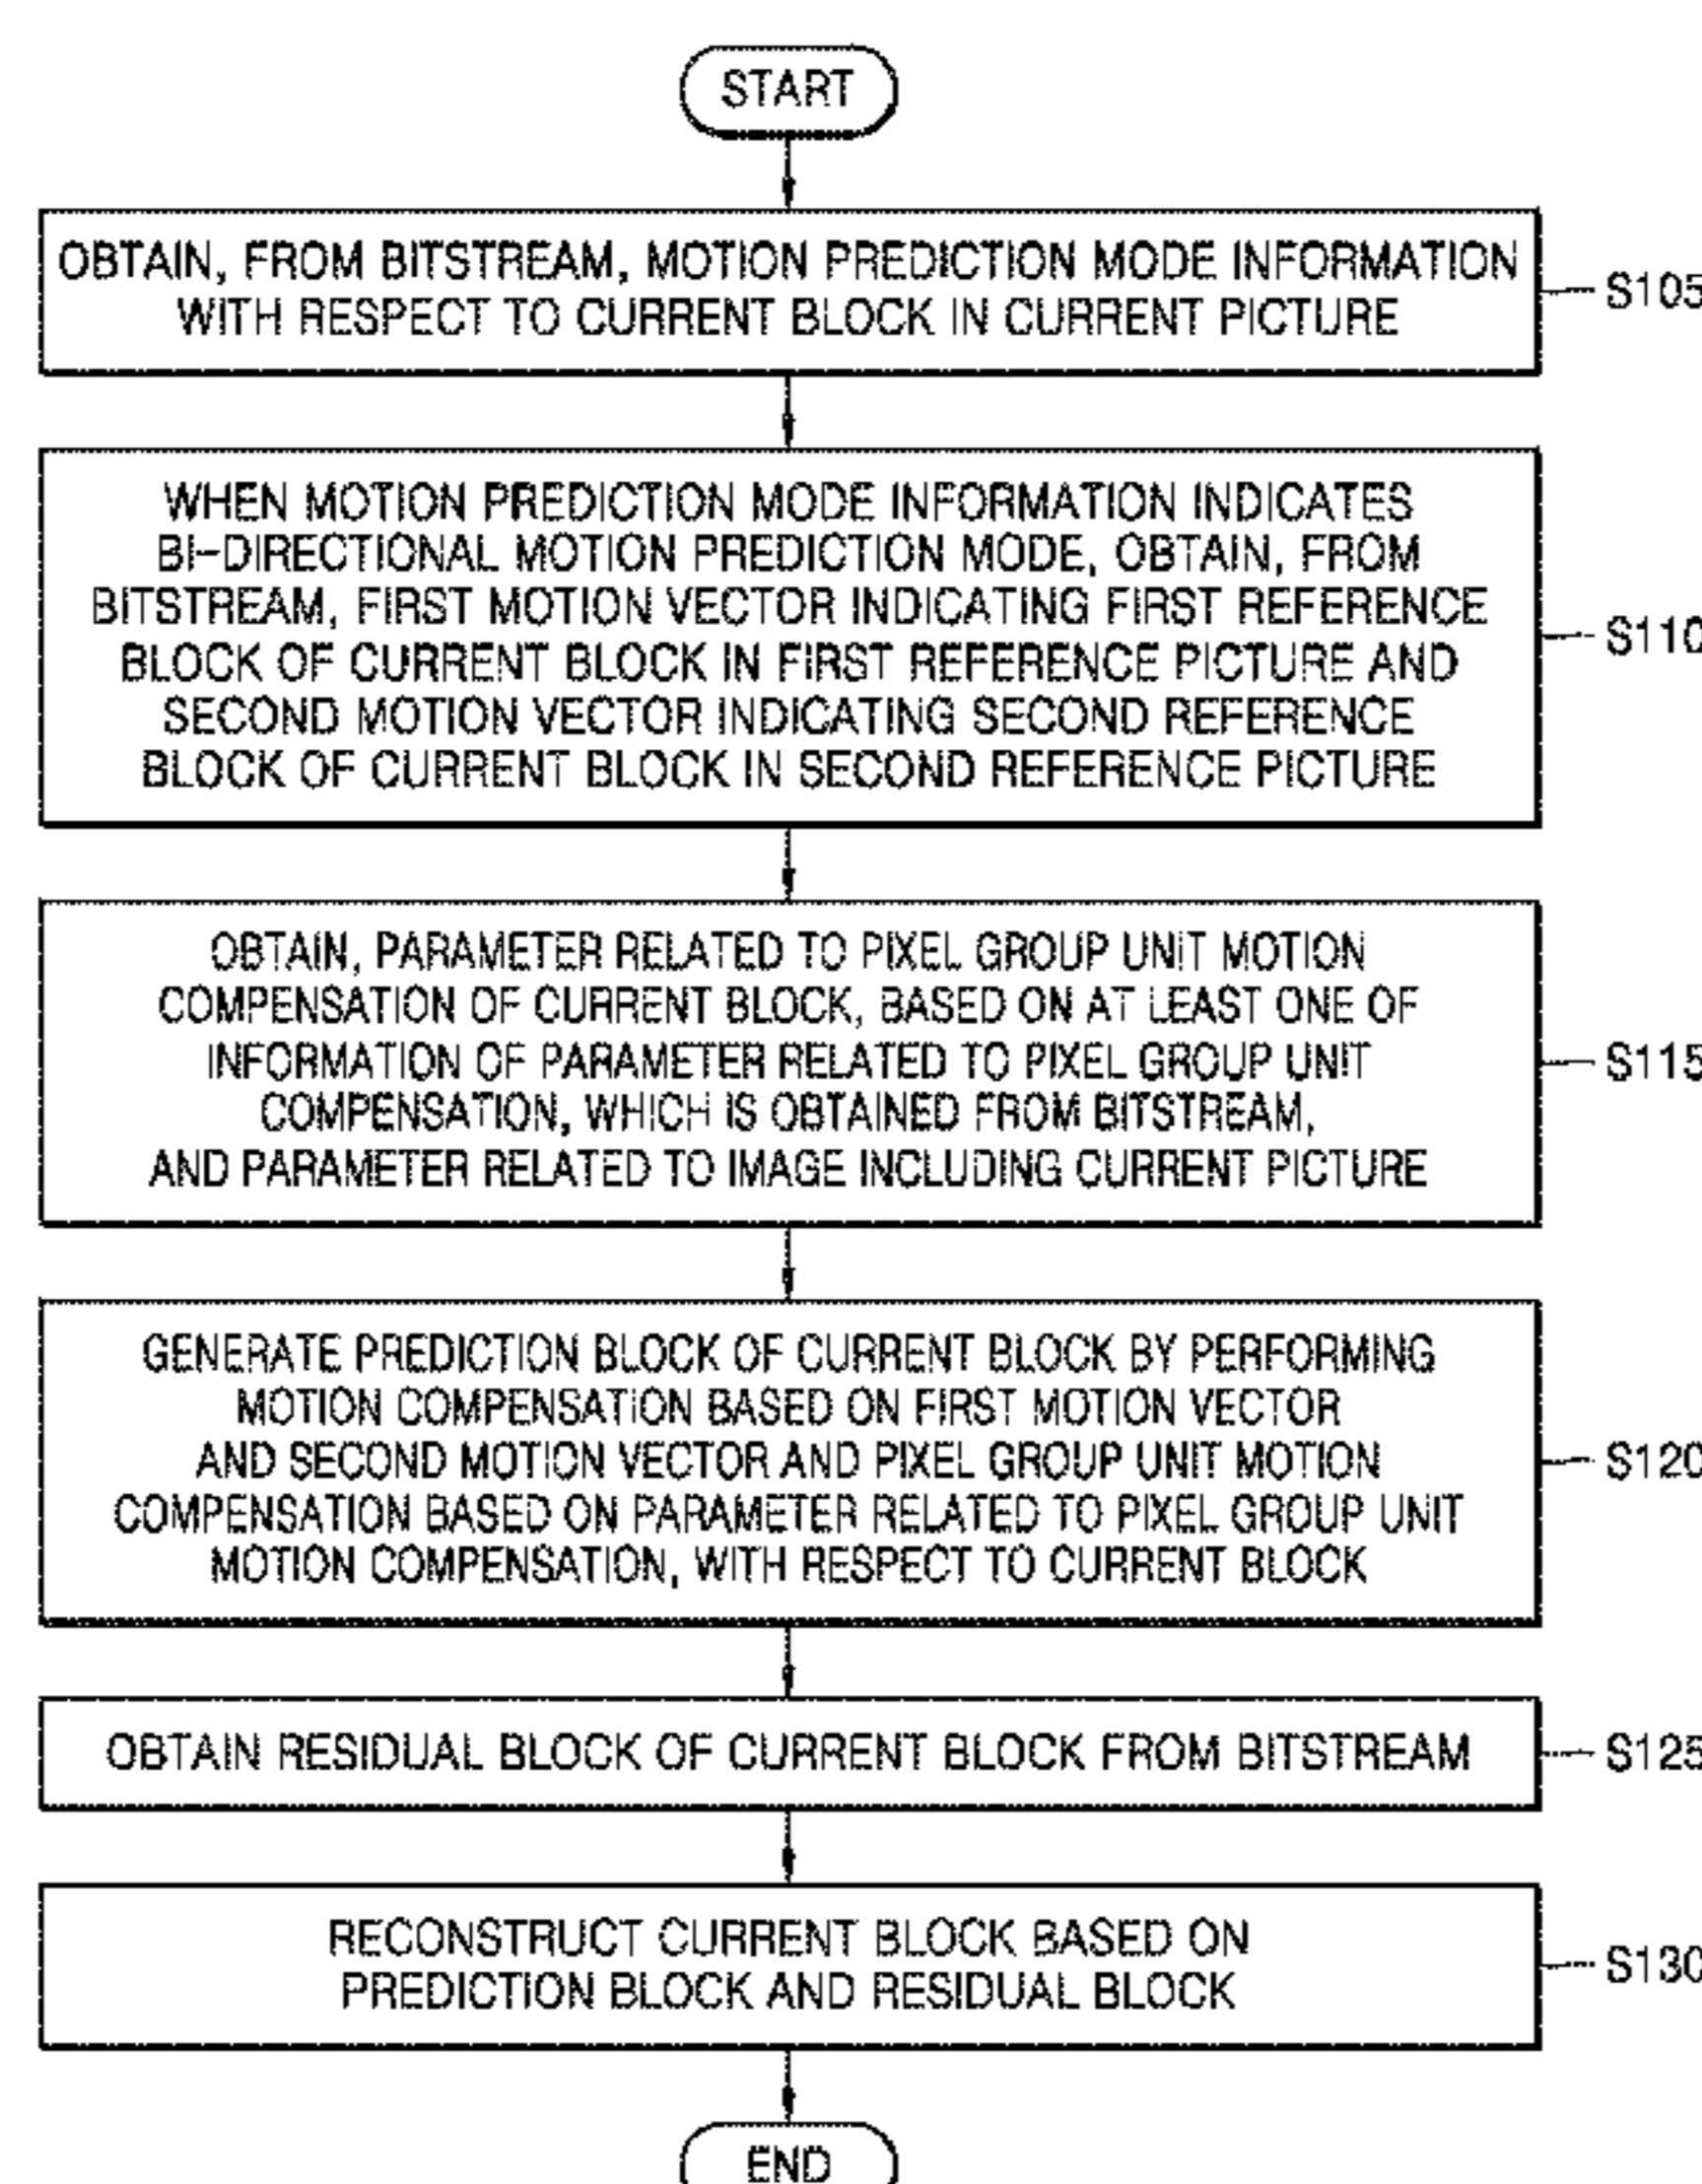 START
OBTAIN, FROM BITSTREAM, MOTION PREDICTION MODE INFORMATION
WITH RESPECT TO CURRENT BLOCK IN CURRENT PICTURE
S105
WHEN MOTION PREDICTION MODE INFORMATION INDICATES
BI-DIRECTIONAL MOTION PREDICTION MODE, OBTAIN, FROM
BITSTREAM, FIRST MOTION VECTOR INDICATING FIRST REFERENCE
BLOCK OF CURRENT BLOCK IN FIRST REFERENCE PICTURE AND
SECOND MOTION VECTOR INDICATING SECOND REFERENCE
BLOCK OF CURRENT BLOCK IN SECOND REFERENCE PICTURE
S110
OBTAIN, PARAMETER RELATED TO PIXEL GROUP UNIT MOTION
COMPENSATION OF CURRENT BLOCK, BASED ON AT LEAST ONE OF
INFORMATION OF PARAMETER RELATED TO PIXEL GROUP UNIT
COMPENSATION, WHICH IS OBTAINED FROM BITSTREAM,
AND PARAMETER RELATED TO IMAGE INCLUDING CURRENT PICTURE
S115
GENERATE PREDICTION BLOCK OF CURRENT BLOCK BY PERFORMING
MOTION COMPENSATION BASED ON FIRST MOTION VECTOR
AND SECOND MOTION VECTOR AND PIXEL GROUP UNIT MOTION
COMPENSATION BASED ON PARAMETER RELATED TO PIXEL GROUP UNIT
MOTION COMPENSATION, WITH RESPECT TO CURRENT BLOCK
S120
OBTAIN RESIDUAL BLOCK OF CURRENT BLOCK FROM BITSTREAM
S125
RECONSTRUCT CURRENT BLOCK BASED ON
PREDICTION BLOCK AND RESIDUAL BLOCK
S130
END